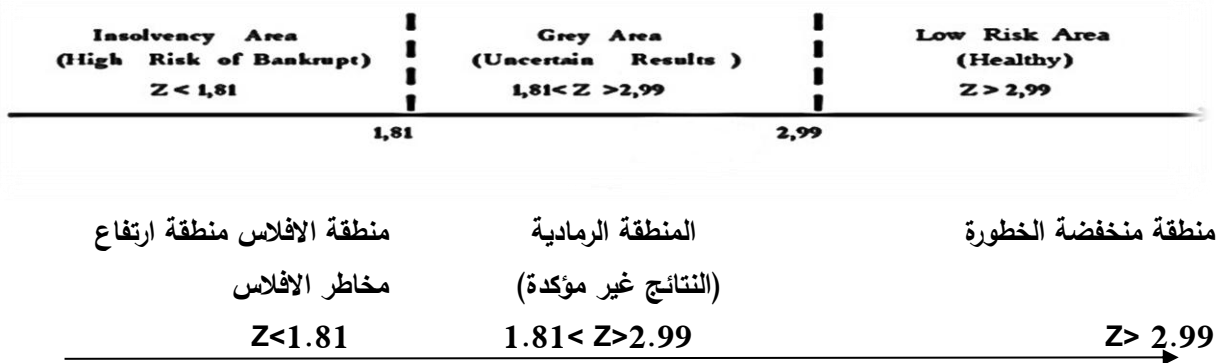 Insolvency Area
(High Risk of Bankrupt)
Z < 1,81
Grey Area
(Uncertain Results )
1,81< Z >2,99
Low Risk Area
(Healthy)
Z > 2,99
1,81
2,99
منطقة الافلاس منطقة ارتفاع
مخاطر الافلاس
Z<1.81
المنطقة الرمادية
(النتائج غير مؤكدة)
1.81< Z>2.99
منطقة منخفضة الخطورة
Z> 2.99